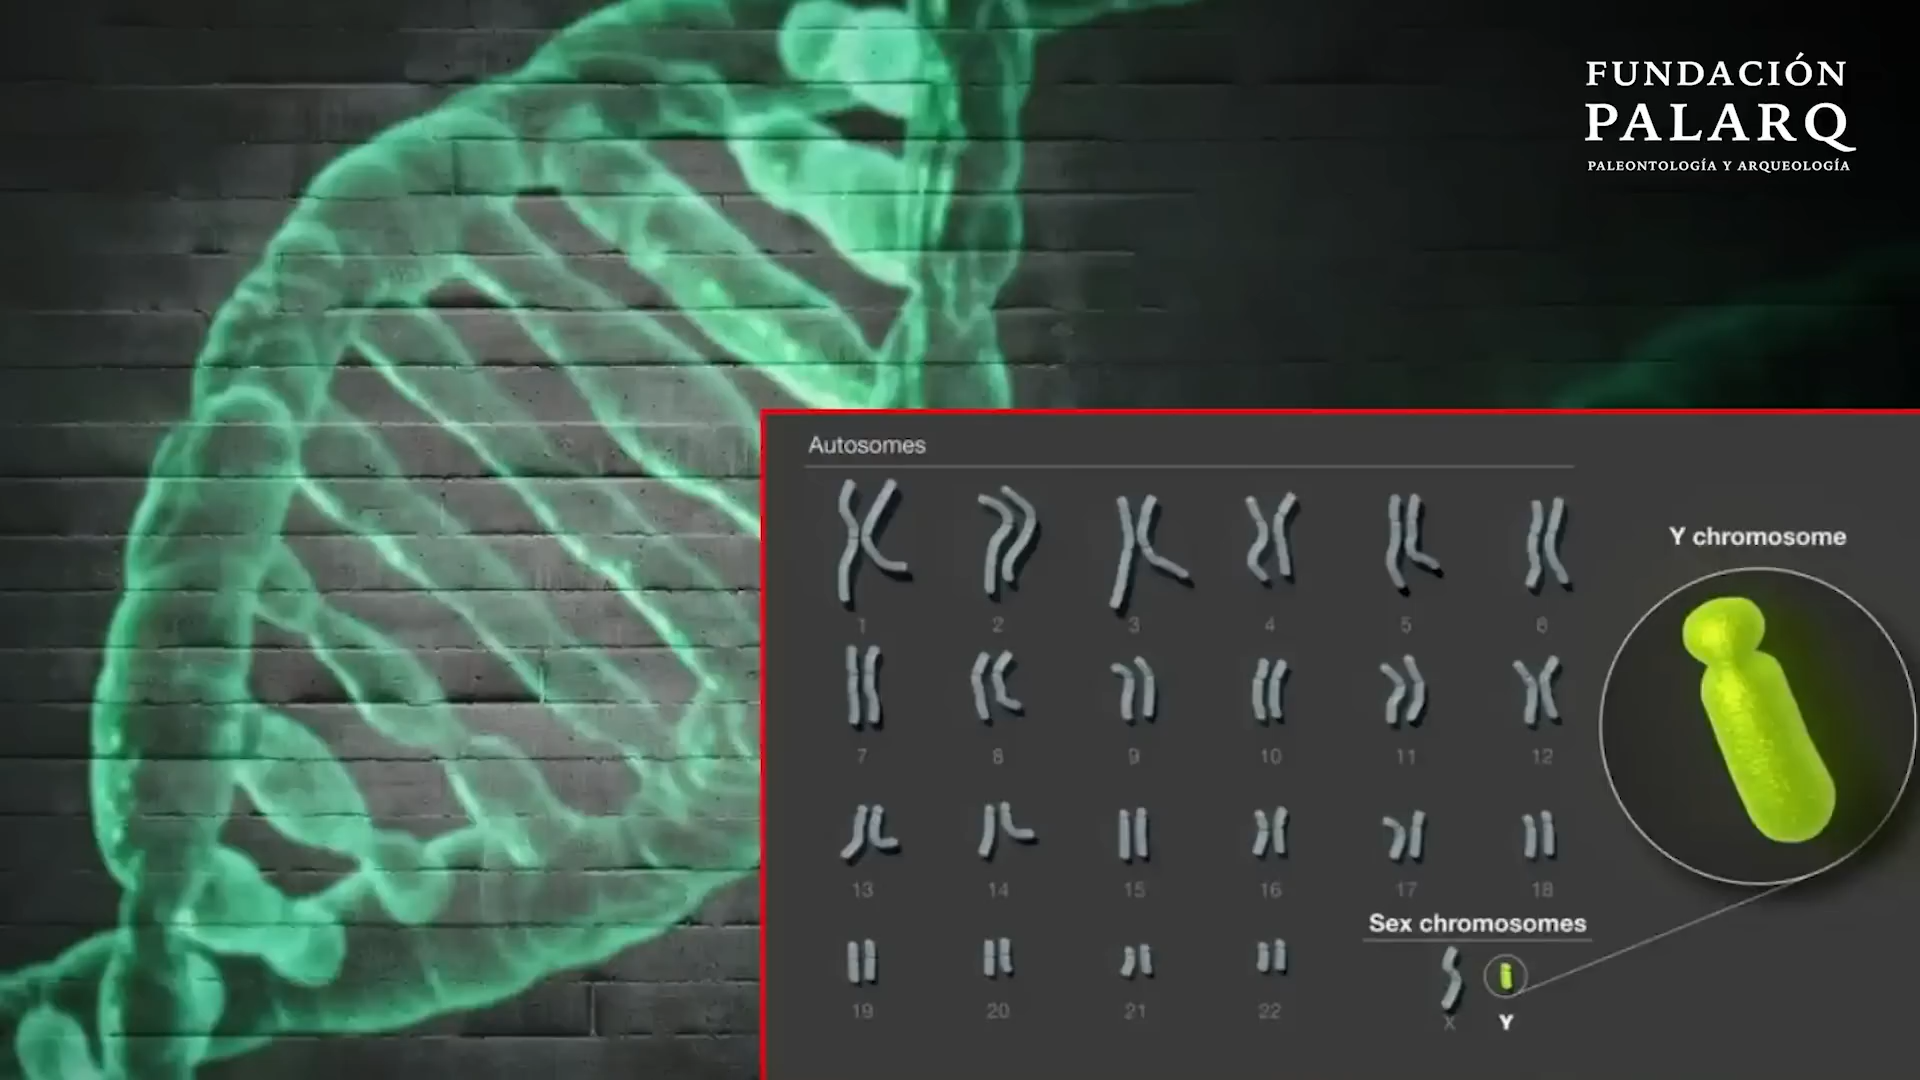 FUNDACIÓN
PALARQ
PALEONTOLOGÍA Y ARQUEOLOGÍA
Autosomes
Y chromosome
1 2 3 4 5 6
7 8 9 10 11 12
13 14 15 16 17 18
Sex chromosomes
19 20 21 22
X Y